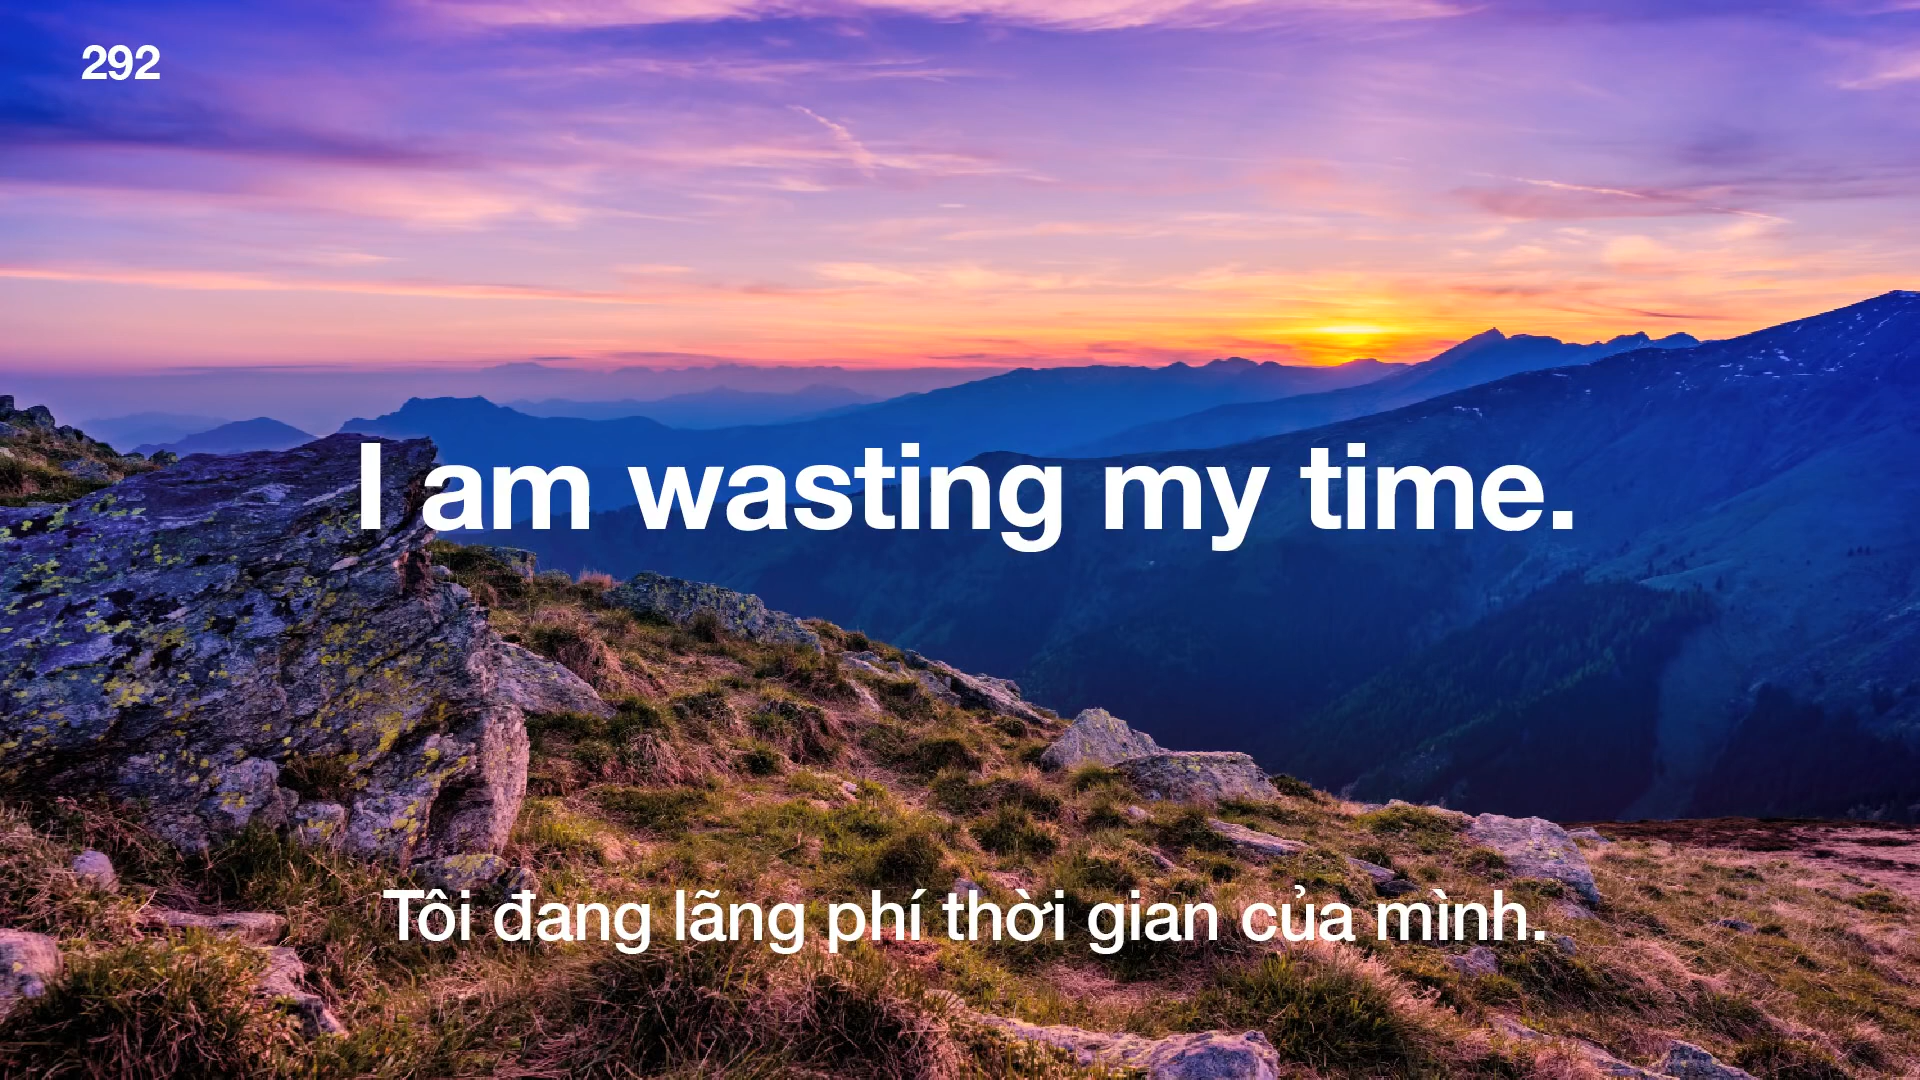 292
I am wasting my time.
Tôi đang lãng phí thời gian của mình.